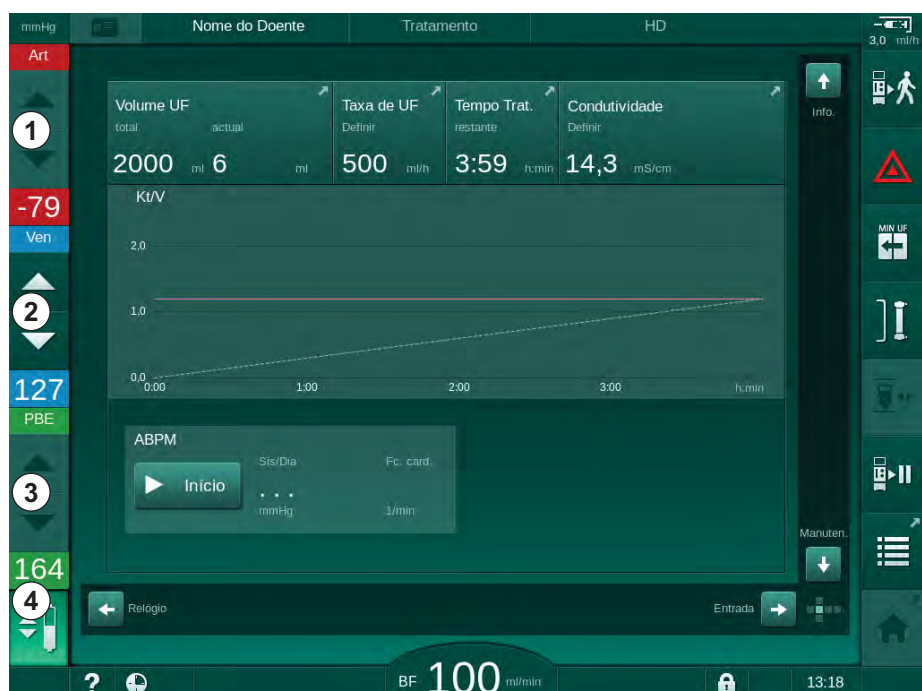 mmHg Nome do Doente Tratamento HD
3,0 ml/h
Art
1
-79
Ven
2
127
PBE
3
164
4
Volume UF
total actual
2000 ml 6 ml
Taxa de UF
Definir
500 ml/h
Tempo Trat.
restante
3:59 h:min
Condutividade
Definir
14,3 mS/cm
Info.
Kt/V
2,0
1,0
0,0
0:00 1:00 2:00 3:00 h:min
ABPM
Início
Sis/Dia Fc. card.
. . .
mmHg 1/min
Manuten.
Relógio Entrada
MIN UF
? BF 100 ml/min 13:18